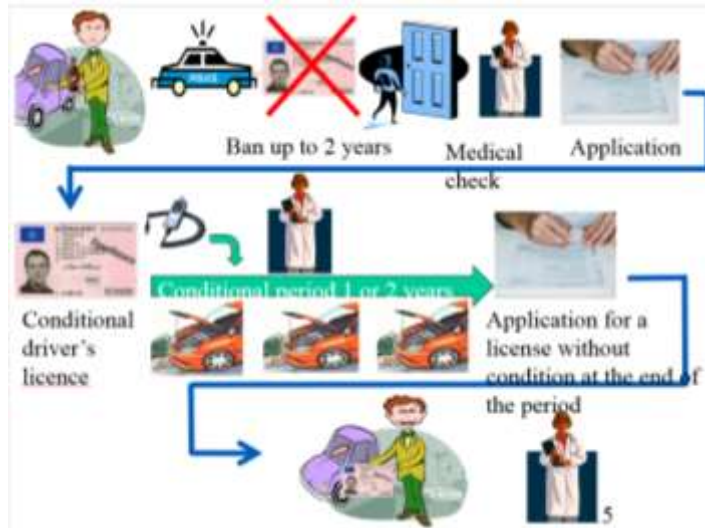 POLICE
Ban up to 2 years
Medical
check
Application
Conditional period 1 or 2 years
Conditional
driver's
licence
Application for a
license without
condition at the end of
the period
5